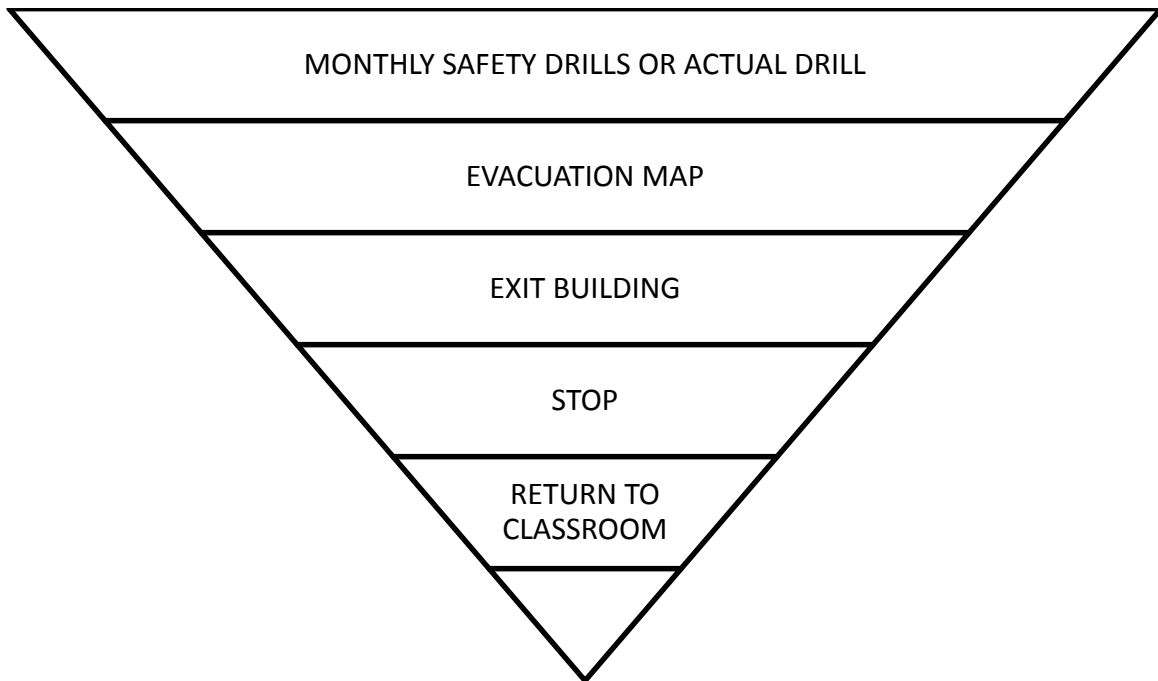 MONTHLY SAFETY DRILLS OR ACTUAL DRILL
EVACUATION MAP
EXIT BUILDING
STOP
RETURN TO
CLASSROOM